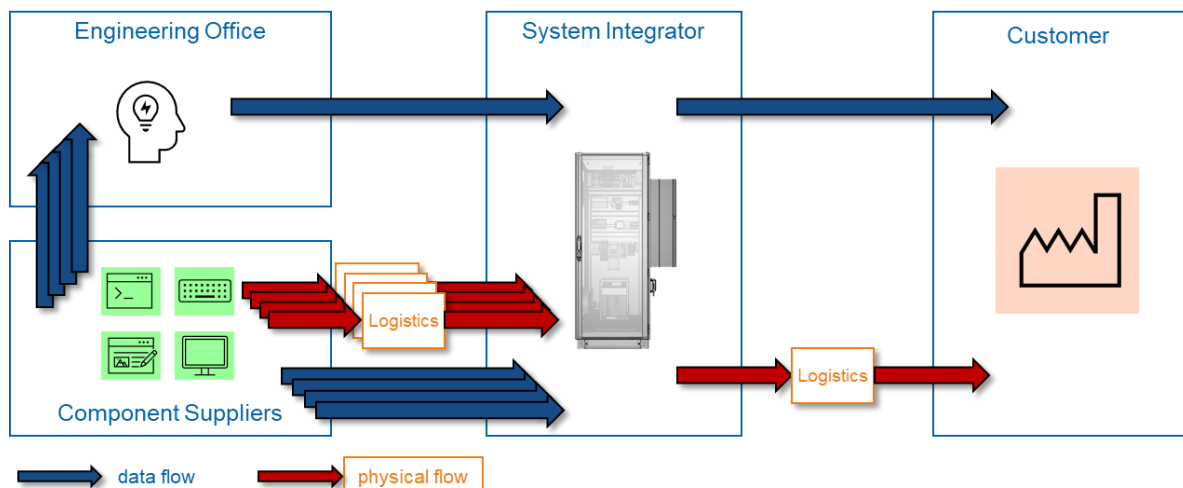 Engineering Office
System Integrator
Customer
Logistics
Logistics
Component Suppliers
data flow
physical flow